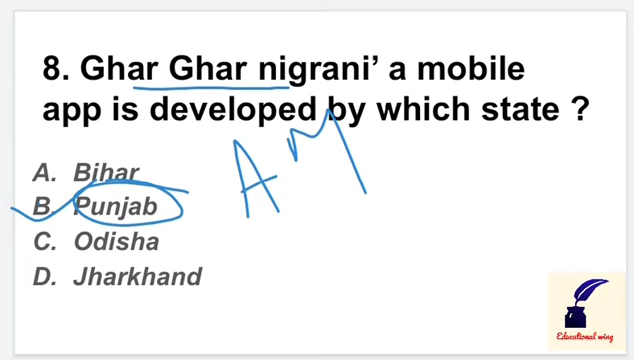 8. Ghar Ghar nigrani’ a mobile
app is developed by which state ?
A. Bihar
B. Punjab
C. Odisha
D. Jharkhand
AM
Educational wing